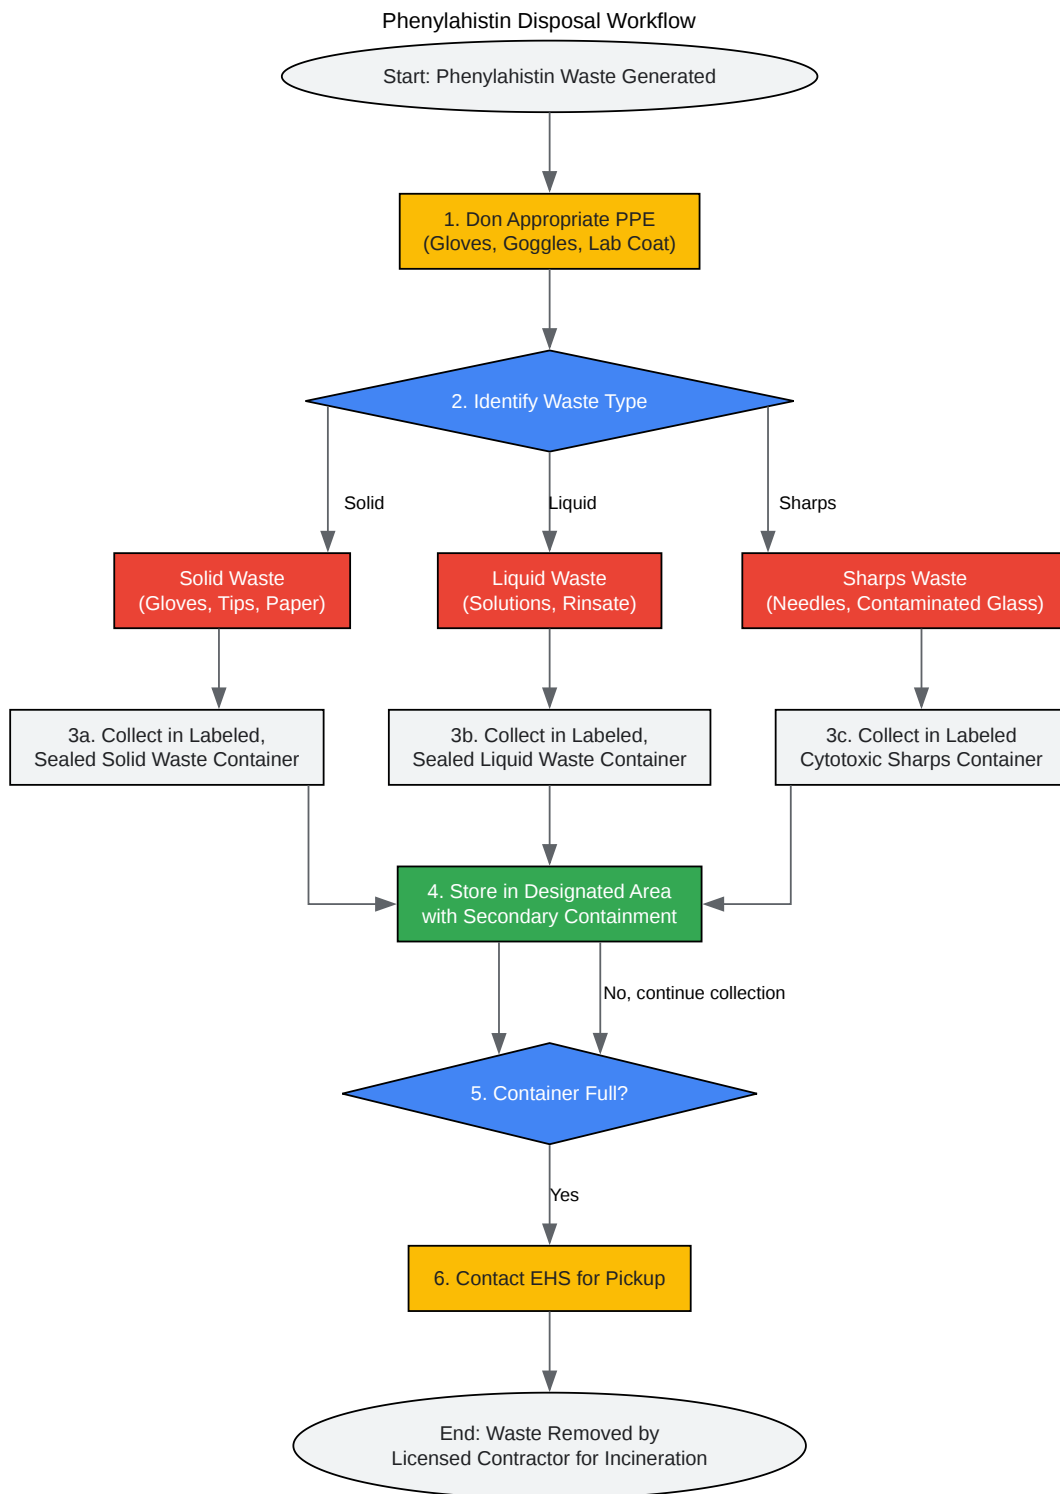 Phenylahistin Disposal Workflow
Start: Phenylahistin Waste Generated
1. Don Appropriate PPE
(Gloves, Goggles, Lab Coat)
2. Identify Waste Type
Solid
Liquid
Sharps
Solid Waste
(Gloves, Tips, Paper)
Liquid Waste
(Solutions, Rinsate)
Sharps Waste
(Needles, Contaminated Glass)
3a. Collect in Labeled,
Sealed Solid Waste Container
3b. Collect in Labeled,
Sealed Liquid Waste Container
3c. Collect in Labeled
Cytotoxic Sharps Container
4. Store in Designated Area
with Secondary Containment
No, continue collection
5. Container Full?
Yes
6. Contact EHS for Pickup
End: Waste Removed by
Licensed Contractor for Incineration